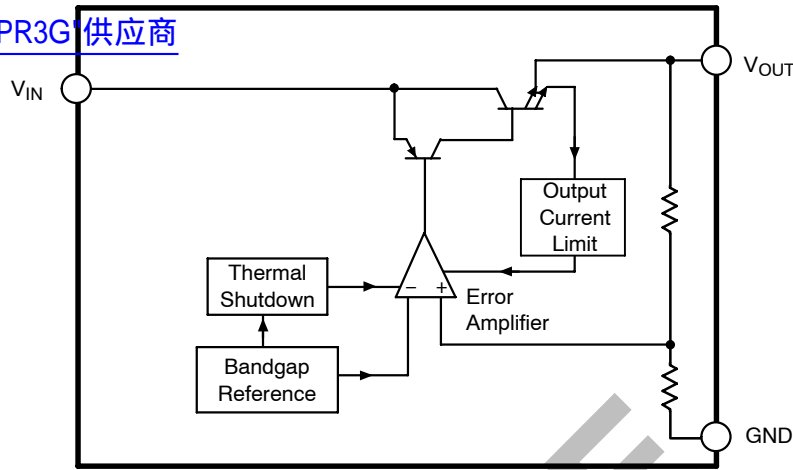 PR3G"供应商
VIN
VOUT
Output
Current
Limit
Thermal
Shutdown
− +
Error
Amplifier
Bandgap
Reference
GND